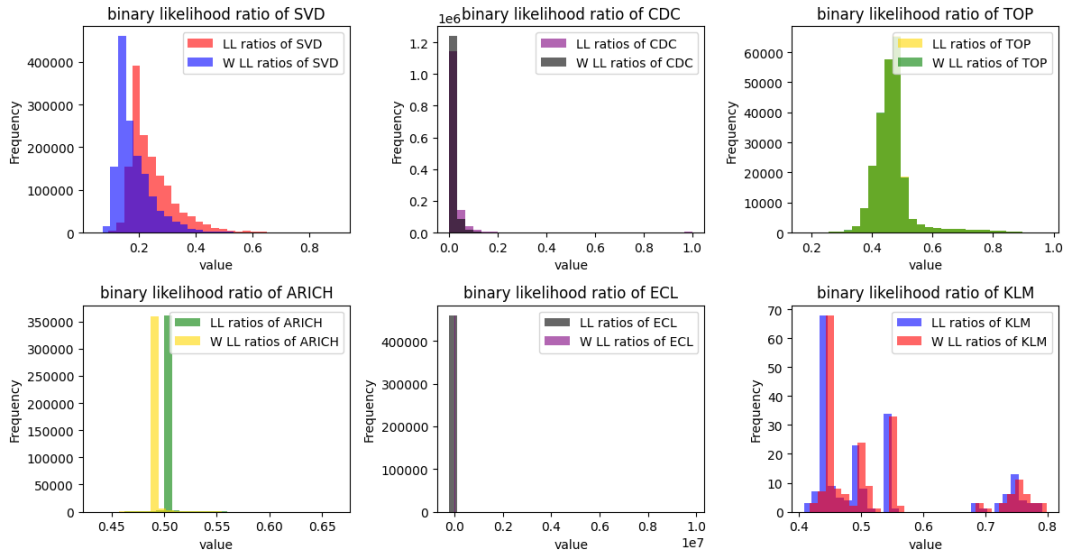 binary likelihood ratio of SVD
LL ratios of SVD
W LL ratios of SVD
Frequency
400000
300000
200000
100000
0
0.2 0.4 0.6 0.8
value
binary likelihood ratio of CDC
1e6
LL ratios of CDC
W LL ratios of CDC
Frequency
1.2
1.0
0.8
0.6
0.4
0.2
0.0
0.0 0.2 0.4 0.6 0.8 1.0
value
binary likelihood ratio of TOP
LL ratios of TOP
W LL ratios of TOP
Frequency
60000
50000
40000
30000
20000
10000
0
0.2 0.4 0.6 0.8 1.0
value
binary likelihood ratio of ARICH
LL ratios of ARICH
W LL ratios of ARICH
Frequency
350000
300000
250000
200000
150000
100000
50000
0
0.45 0.50 0.55 0.60 0.65
value
binary likelihood ratio of ECL
LL ratios of ECL
W LL ratios of ECL
Frequency
400000
300000
200000
100000
0
0.0 0.2 0.4 0.6 0.8 1.0
1e7
value
binary likelihood ratio of KLM
LL ratios of KLM
W LL ratios of KLM
Frequency
70
60
50
40
30
20
10
0
0.4 0.5 0.6 0.7 0.8
value